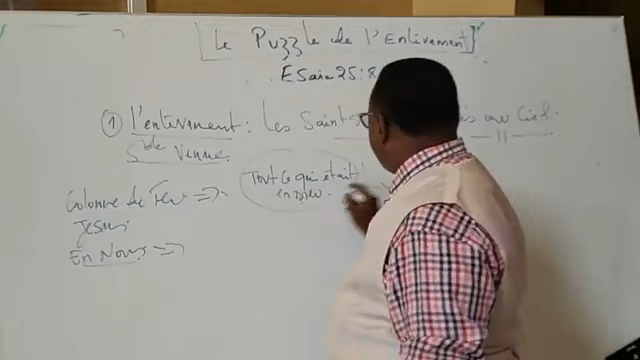 Le Puzzle de l'Enlèvement
ESaie 25:8
① l'enlèvement : Les Saints au Ciel.
de Venue.
Colonne de Feu =>
Tout ce qui était
en Dieu.
Jesus
En Nous =>